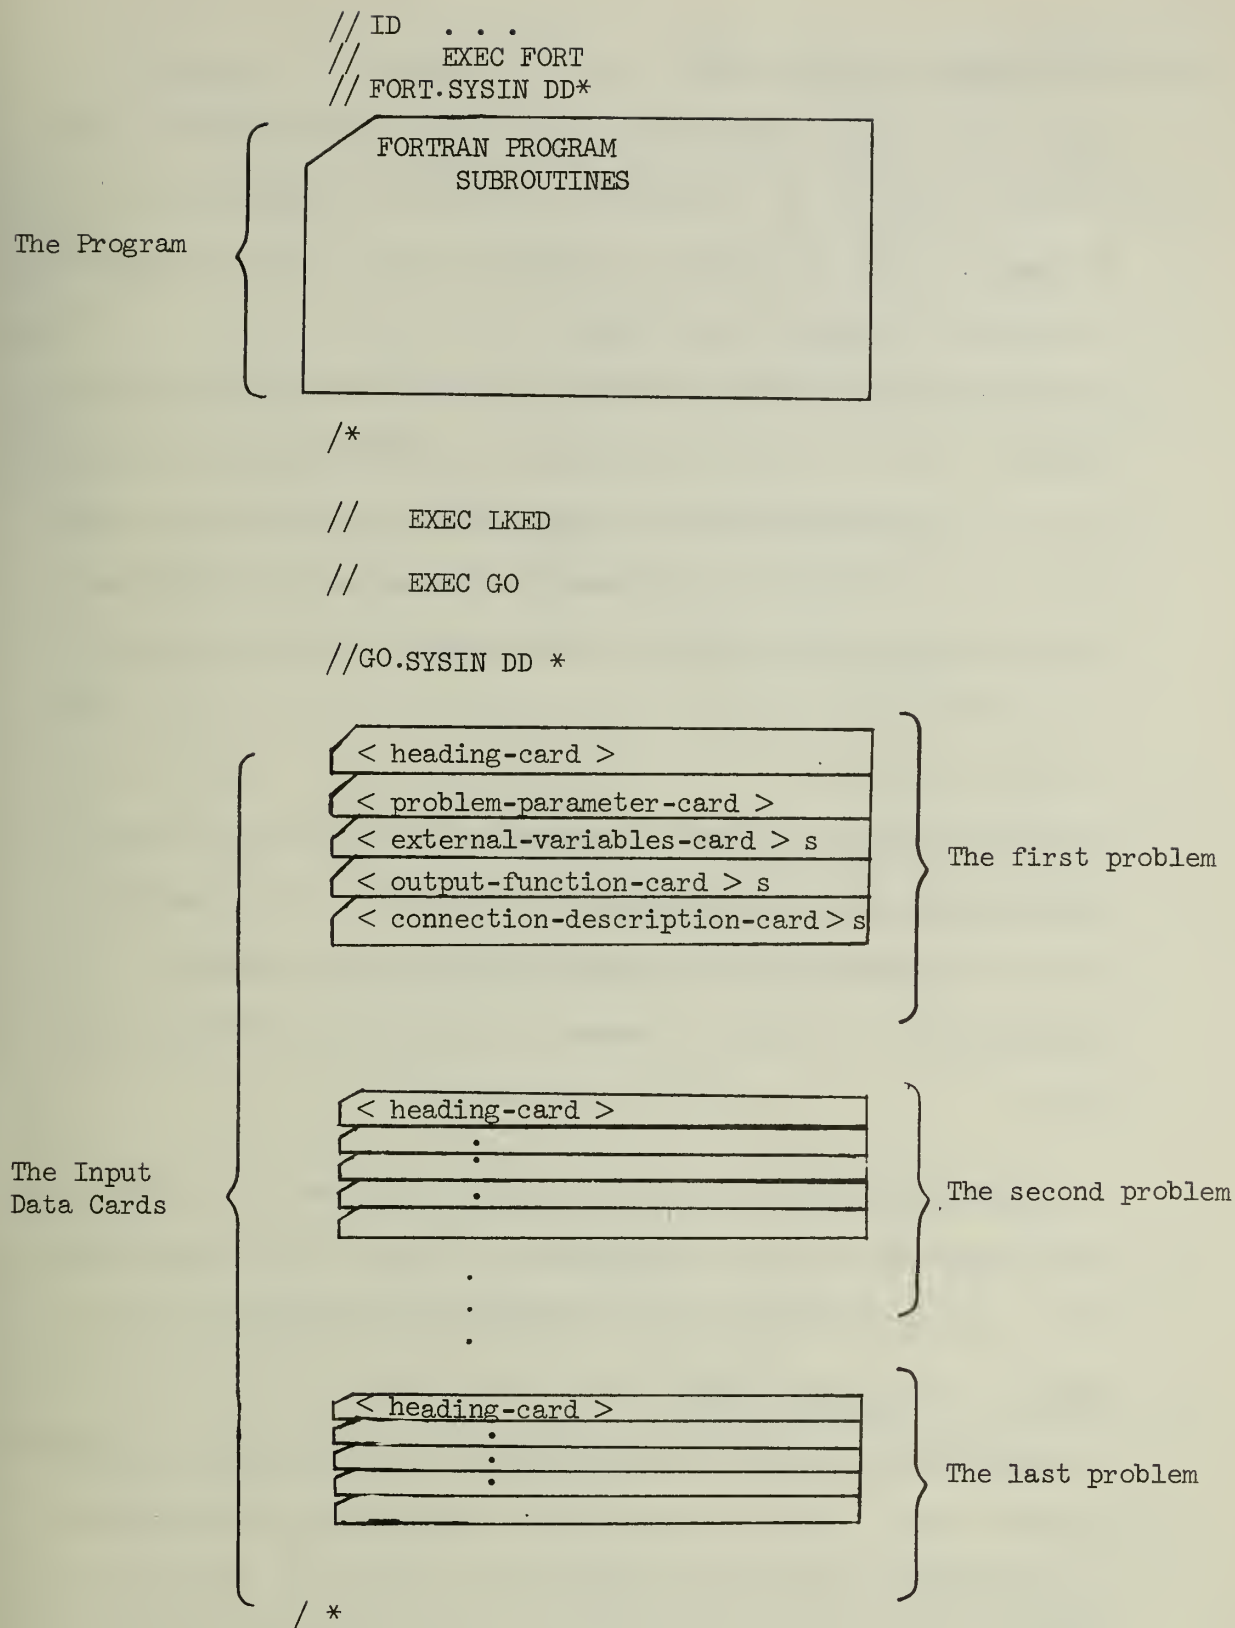 // ID . . .
// EXEC FORT
// FORT.SYSIN DD*
FORTRAN PROGRAM
SUBROUTINES
The Program
/*
// EXEC LKED
// EXEC GO
//GO.SYSIN DD *
< heading-card >
< problem-parameter-card >
< external-variables-card > s
< output-function-card > s
< connection-description-card > s
The first problem
The Input
Data Cards
< heading-card >
.
.
.
The second problem
.
.
.
< heading-card >
.
.
.
The last problem
/ *